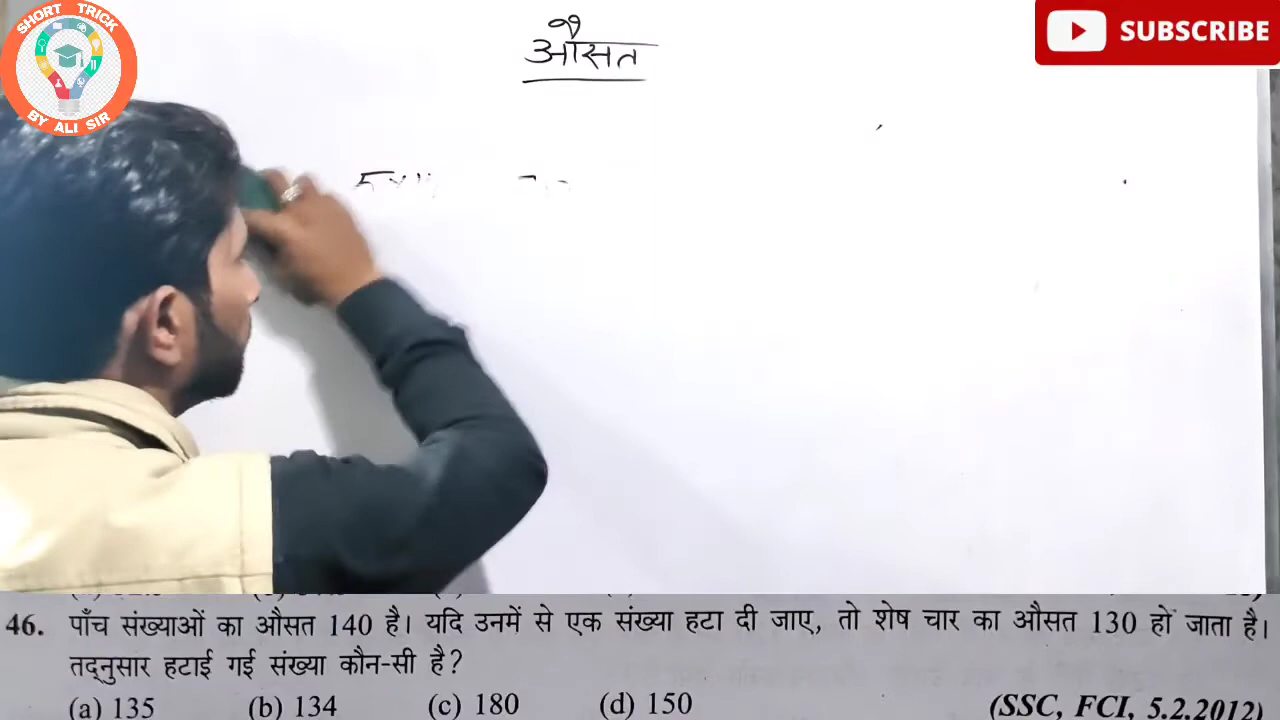 SHORT TRICK
BY ALI SIR
SUBSCRIBE
औसत
46. पाँच संख्याओं का औसत 140 है। यदि उनमें से एक संख्या हटा दी जाए, तो शेष चार का औसत 130 हो जाता है।
तद्नुसार हटाई गई संख्या कौन-सी है?
(a) 135 (b) 134 (c) 180 (d) 150 (SSC, FCI, 5.2.2012)